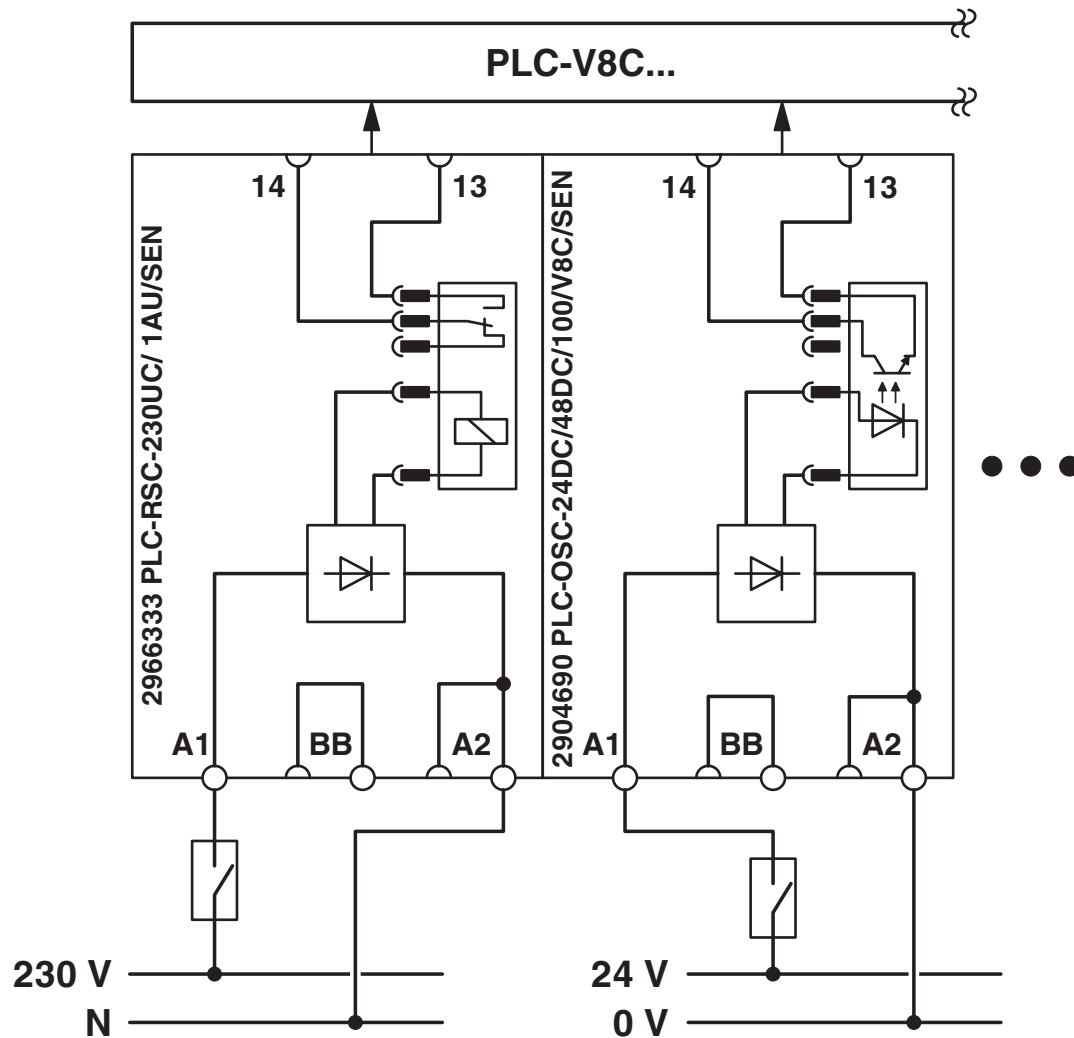 PLC-V8C...
14
13
14
13
2966333 PLC-RSC-230UC/ 1AU/SEN
2904690 PLC-OSC-24DC/48DC/100/V8C/SEN
A1
BB
A2
A1
BB
A2
230 V
24 V
N
0 V